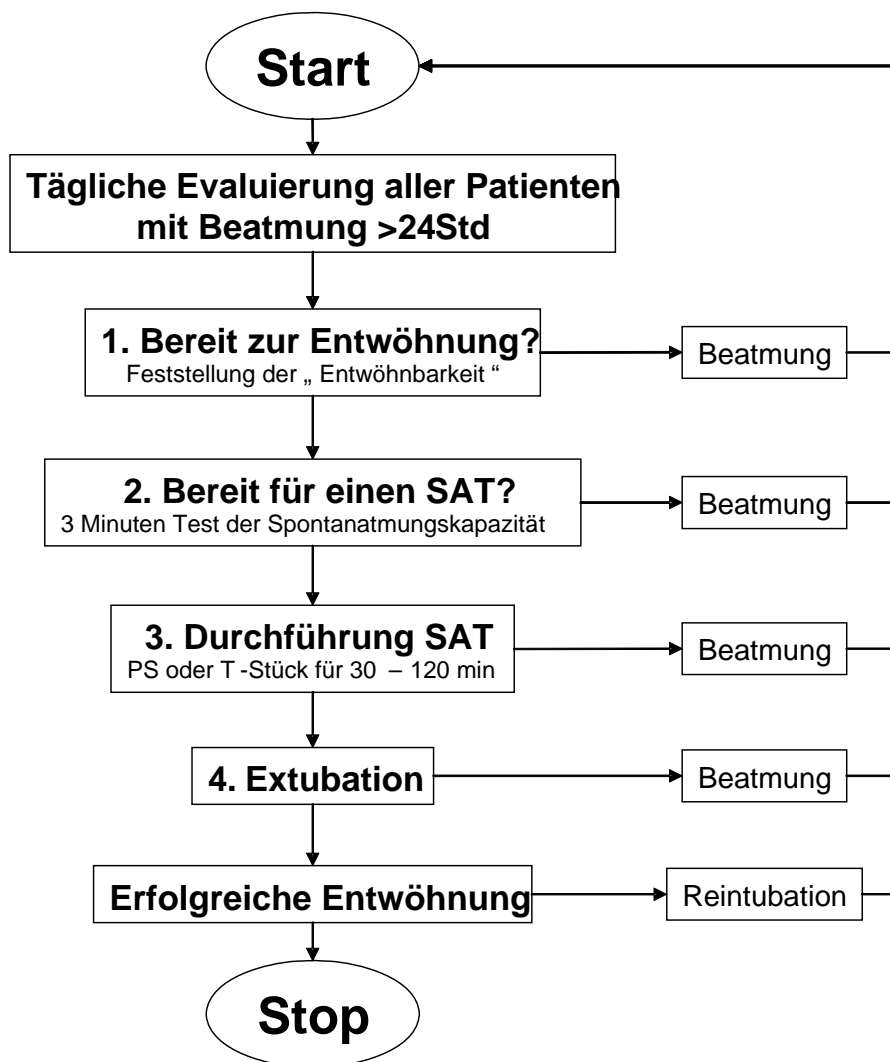 Start
Tägliche Evaluierung aller Patienten
mit Beatmung >24Std
1. Bereit zur Entwöhnung?
Feststellung der „ Entwöhnbarkeit “
Beatmung
2. Bereit für einen SAT?
3 Minuten Test der Spontanatmungskapazität
Beatmung
3. Durchführung SAT
PS oder T -Stück für 30 – 120 min
Beatmung
4. Extubation
Beatmung
Erfolgreiche Entwöhnung
Reintubation
Stop